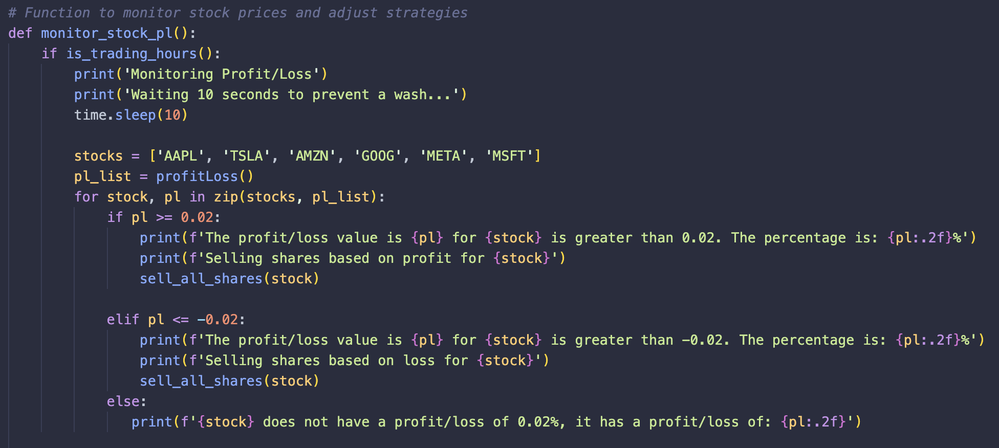 # Function to monitor stock prices and adjust strategies
def monitor_stock_pl():
    if is_trading_hours():
        print('Monitoring Profit/Loss')
        print('Waiting 10 seconds to prevent a wash...')
        time.sleep(10)

        stocks = ['AAPL', 'TSLA', 'AMZN', 'GOOG', 'META', 'MSFT']
        pl_list = profitLoss()
        for stock, pl in zip(stocks, pl_list):
            if pl >= 0.02:
                print(f'The profit/loss value is {pl} for {stock} is greater than 0.02. The percentage is: {pl:.2f}%')
                print(f'Selling shares based on profit for {stock}')
                sell_all_shares(stock)

            elif pl <= -0.02:
                print(f'The profit/loss value is {pl} for {stock} is greater than -0.02. The percentage is: {pl:.2f}%')
                print(f'Selling shares based on loss for {stock}')
                sell_all_shares(stock)
            else:
               print(f'{stock} does not have a profit/loss of 0.02%, it has a profit/loss of: {pl:.2f}')